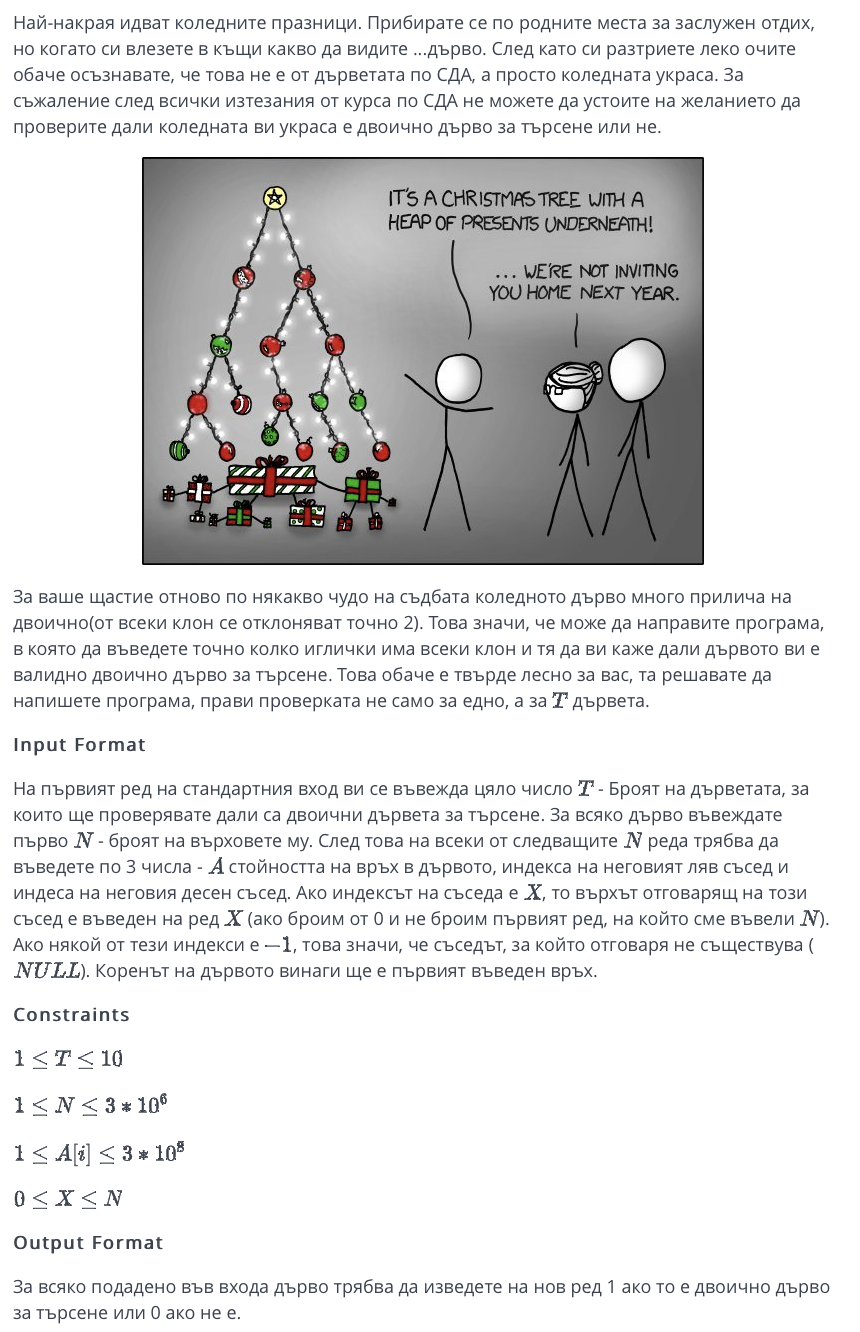 Най-накрая идват коледните празници. Прибирате се по родните места за заслужен отдих,
но когато си влезете в къщи какво да видите ...дърво. След като си разтриете леко очите
обаче осъзнавате, че това не е от дърветата по СДА, а просто коледната украса. За
съжаление след всички изтезания от курса по СДА не можете да устоите на желанието да
проверите дали коледната ви украса е двоично дърво за търсене или не.
IT'S A CHRISTMAS TREE WITH A
HEAP OF PRESENTS UNDERNEATH!
... WE'RE NOT INVITING
YOU HOME NEXT YEAR.
За ваше щастие отново по някакво чудо на съдбата коледното дърво много прилича на
двоично(от всеки клон се отклоняват точно 2). Това значи, че може да направите програма,
в която да въведете точно колко иглички има всеки клон и тя да ви каже дали дървото ви е
валидно двоично дърво за търсене. Това обаче е твърде лесно за вас, та решавате да
напишете програма, прави проверката не само за едно, а за T дървета.
Input Format
На първият ред на стандартния вход ви се въвежда цяло число T - Броят на дърветата, за
които ще проверявате дали са двоични дървета за търсене. За всяко дърво въвеждате
първо N - броят на върховете му. След това на всеки от следващите N реда трябва да
въведете по 3 числа - A стойността на връх в дървото, индекса на неговият ляв съсед и
индеса на неговия десен съсед. Ако индексът на съседа е X, то върхът отговарящ на този
съсед е въведен на ред X (ако броим от 0 и не броим първият ред, на който сме въвели N).
Ако някой от тези индекси е −1, това значи, че съседът, за който отговаря не съществува (
NULL). Коренът на дървото винаги ще е първият въведен връх.
Constraints
1 ≤ T ≤ 10
1 ≤ N ≤ 3 * 10⁶
1 ≤ A[i] ≤ 3 * 10⁸
0 ≤ X ≤ N
Output Format
За всяко подадено във входа дърво трябва да изведете на нов ред 1 ако то е двоично дърво
за търсене или 0 ако не е.